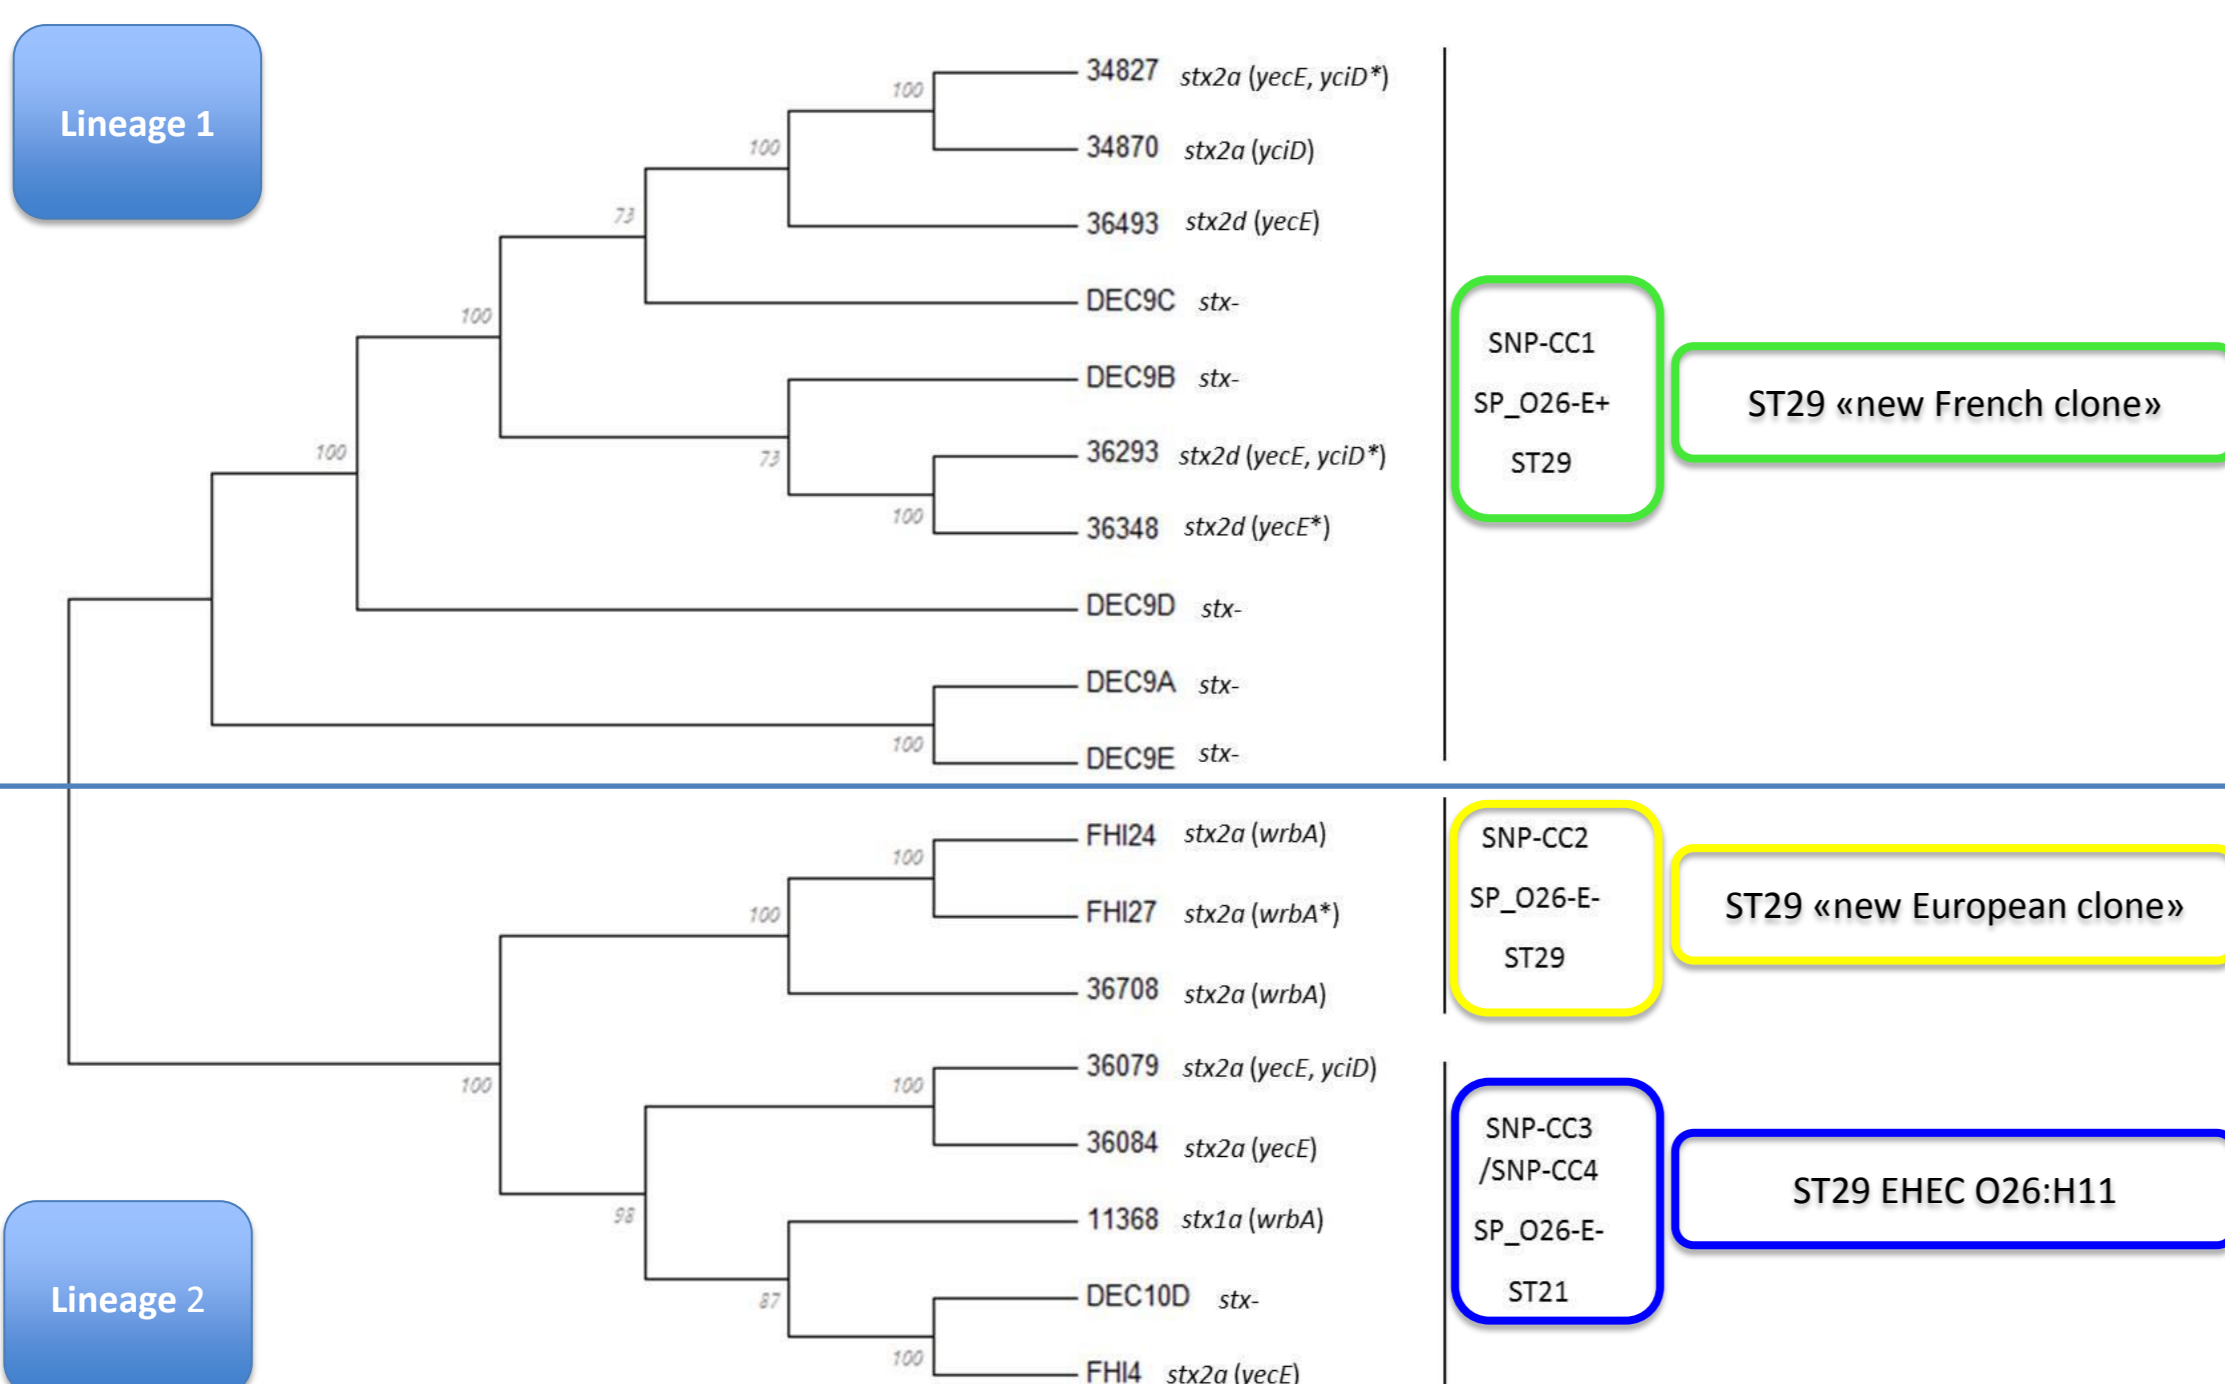 Lineage 1
100
34827 stx2a (yecE, yciD*)
100
34870 stx2a (yciD)
73
36493 stx2d (yecE)
100
DEC9C stx-
DEC9B stx-
100
73
36293 stx2d (yecE, yciD*)
100
36348 stx2d (yecE*)
DEC9D stx-
DEC9A stx-
100
DEC9E stx-
SNP-CC1
SP_O26-E+
ST29
ST29 «new French clone»
100
FHI24 stx2a (wrbA)
100
FHI27 stx2a (wrbA*)
36708 stx2a (wrbA)
SNP-CC2
SP_O26-E-
ST29
ST29 «new European clone»
100
100
36079 stx2a (yecE, yciD)
36084 stx2a (yecE)
98
11368 stx1a (wrbA)
87
DEC10D stx-
100
FHI4 stx2a (yecE)
SNP-CC3
/SNP-CC4
SP_O26-E-
ST21
ST29 EHEC O26:H11
Lineage 2